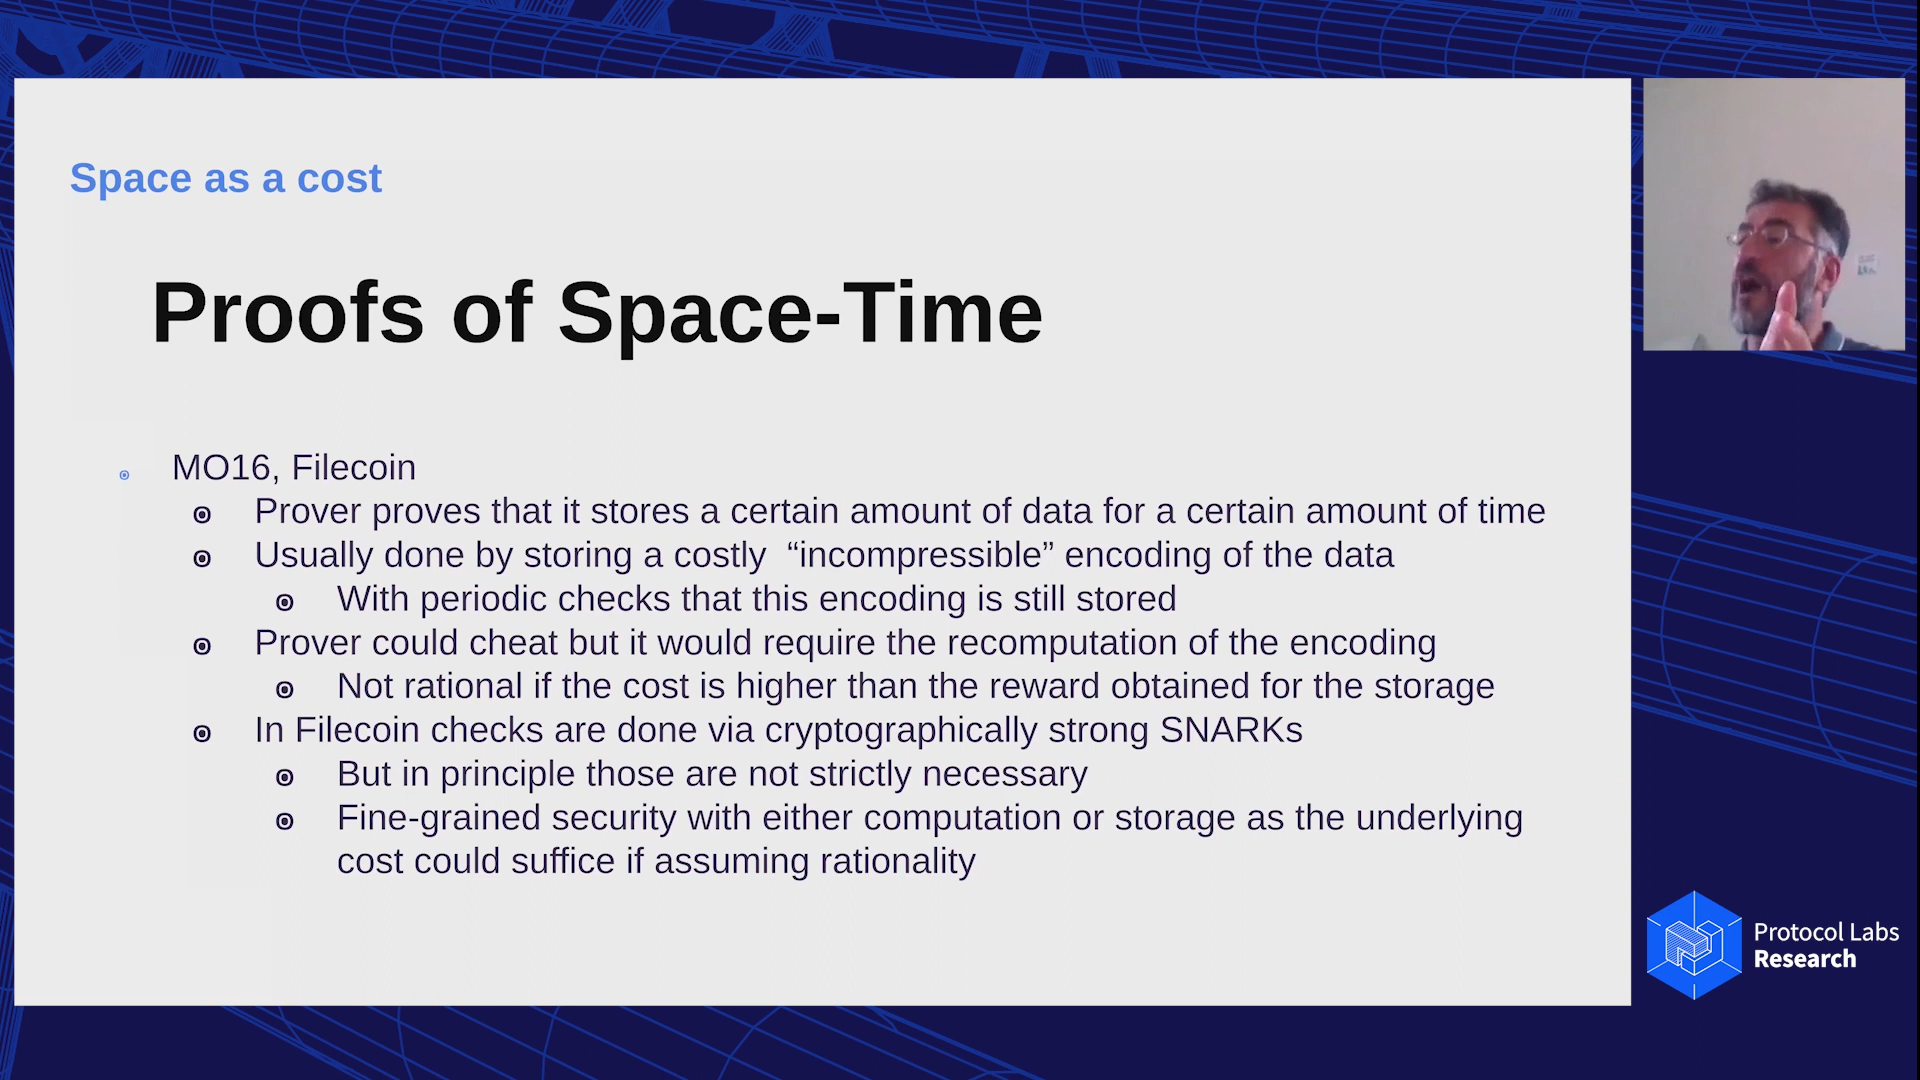 Space as a cost
Proofs of Space-Time
MO16, Filecoin
Prover proves that it stores a certain amount of data for a certain amount of time
Usually done by storing a costly “incompressible” encoding of the data
With periodic checks that this encoding is still stored
Prover could cheat but it would require the recomputation of the encoding
Not rational if the cost is higher than the reward obtained for the storage
In Filecoin checks are done via cryptographically strong SNARKs
But in principle those are not strictly necessary
Fine-grained security with either computation or storage as the underlying
cost could suffice if assuming rationality
Protocol Labs
Research